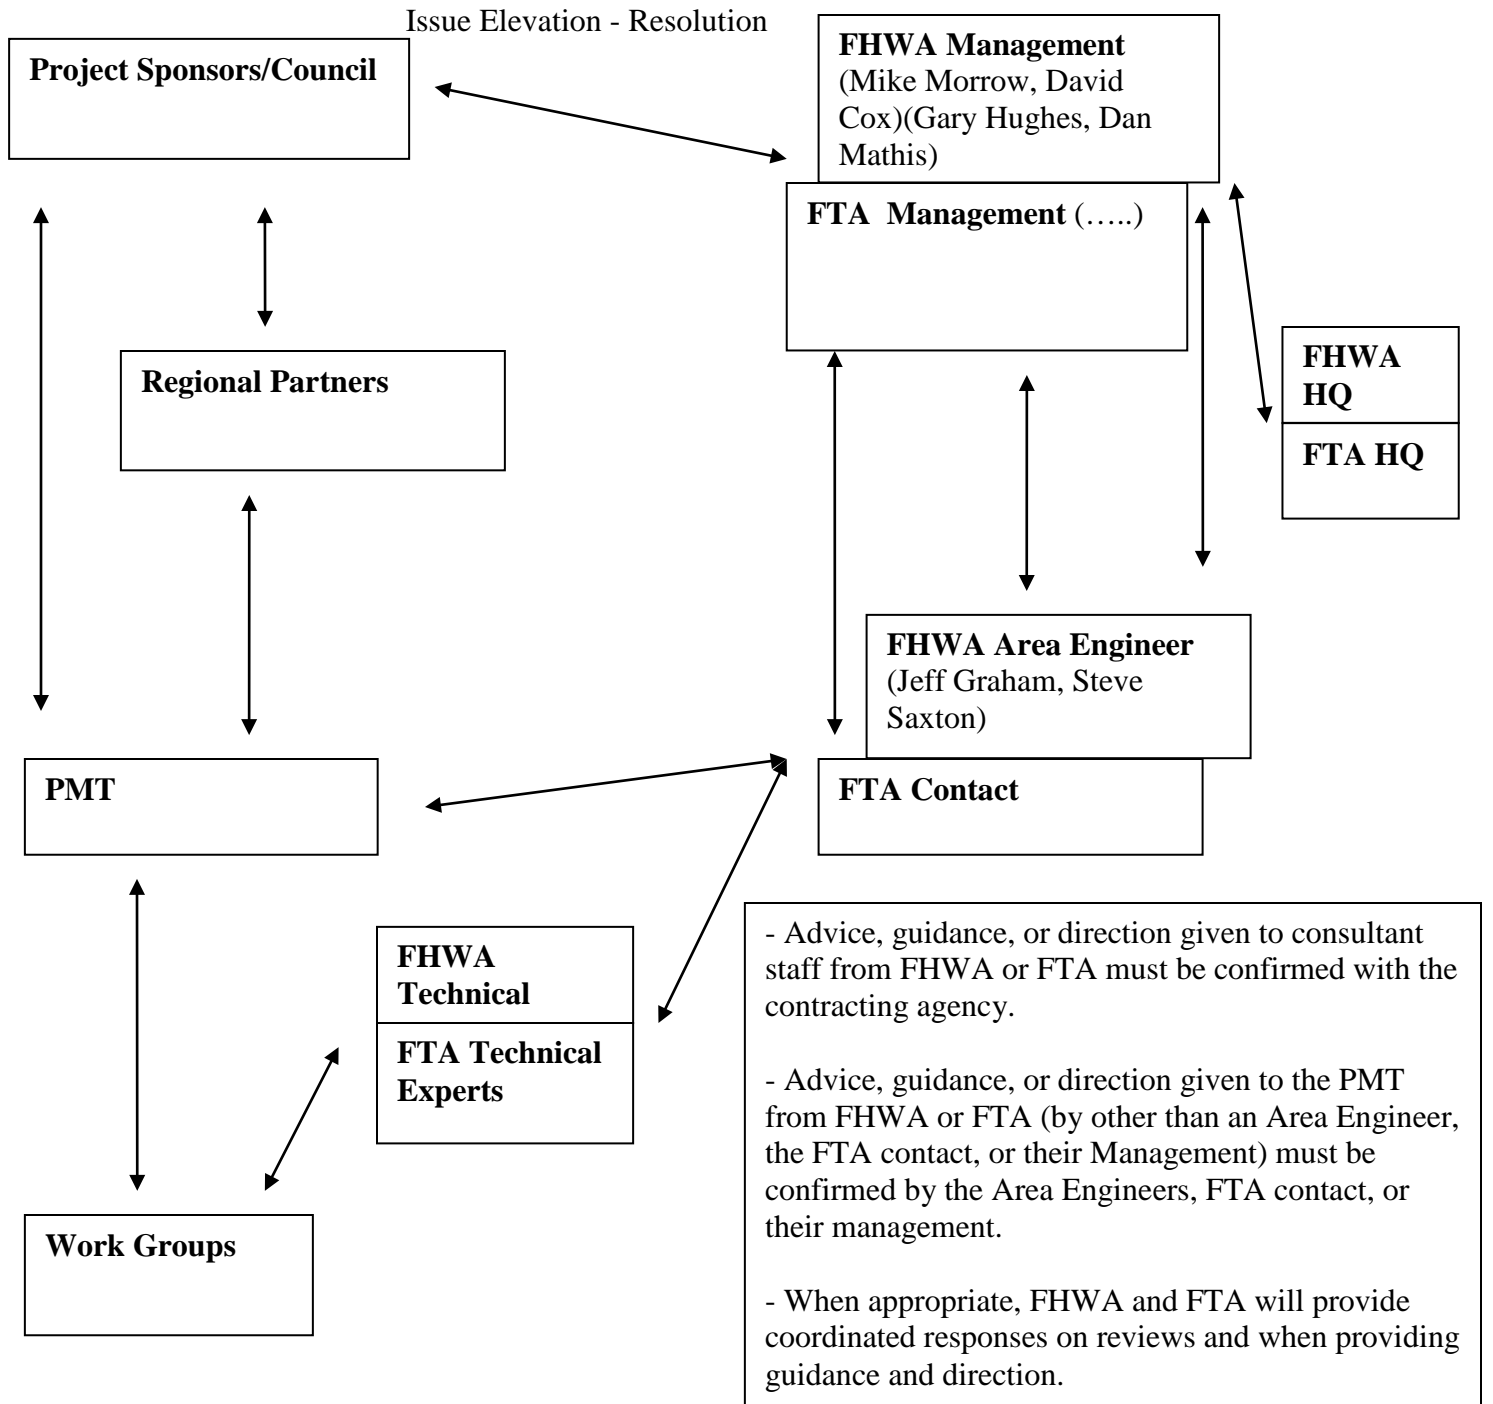 Issue Elevation - Resolution
Project Sponsors/Council
FHWA Management
(Mike Morrow, David
Cox)(Gary Hughes, Dan
Mathis)
FTA  Management (…..)
Regional Partners
FHWA
HQ
FTA HQ
FHWA Area Engineer
(Jeff Graham, Steve
Saxton)
PMT
FTA Contact
FHWA
Technical
FTA Technical
Experts
Work Groups
- Advice, guidance, or direction given to consultant
staff from FHWA or FTA must be confirmed with the
contracting agency.
- Advice, guidance, or direction given to the PMT
from FHWA or FTA (by other than an Area Engineer,
the FTA contact, or their Management) must be
confirmed by the Area Engineers, FTA contact, or
their management.
- When appropriate, FHWA and FTA will provide
coordinated responses on reviews and when providing
guidance and direction.